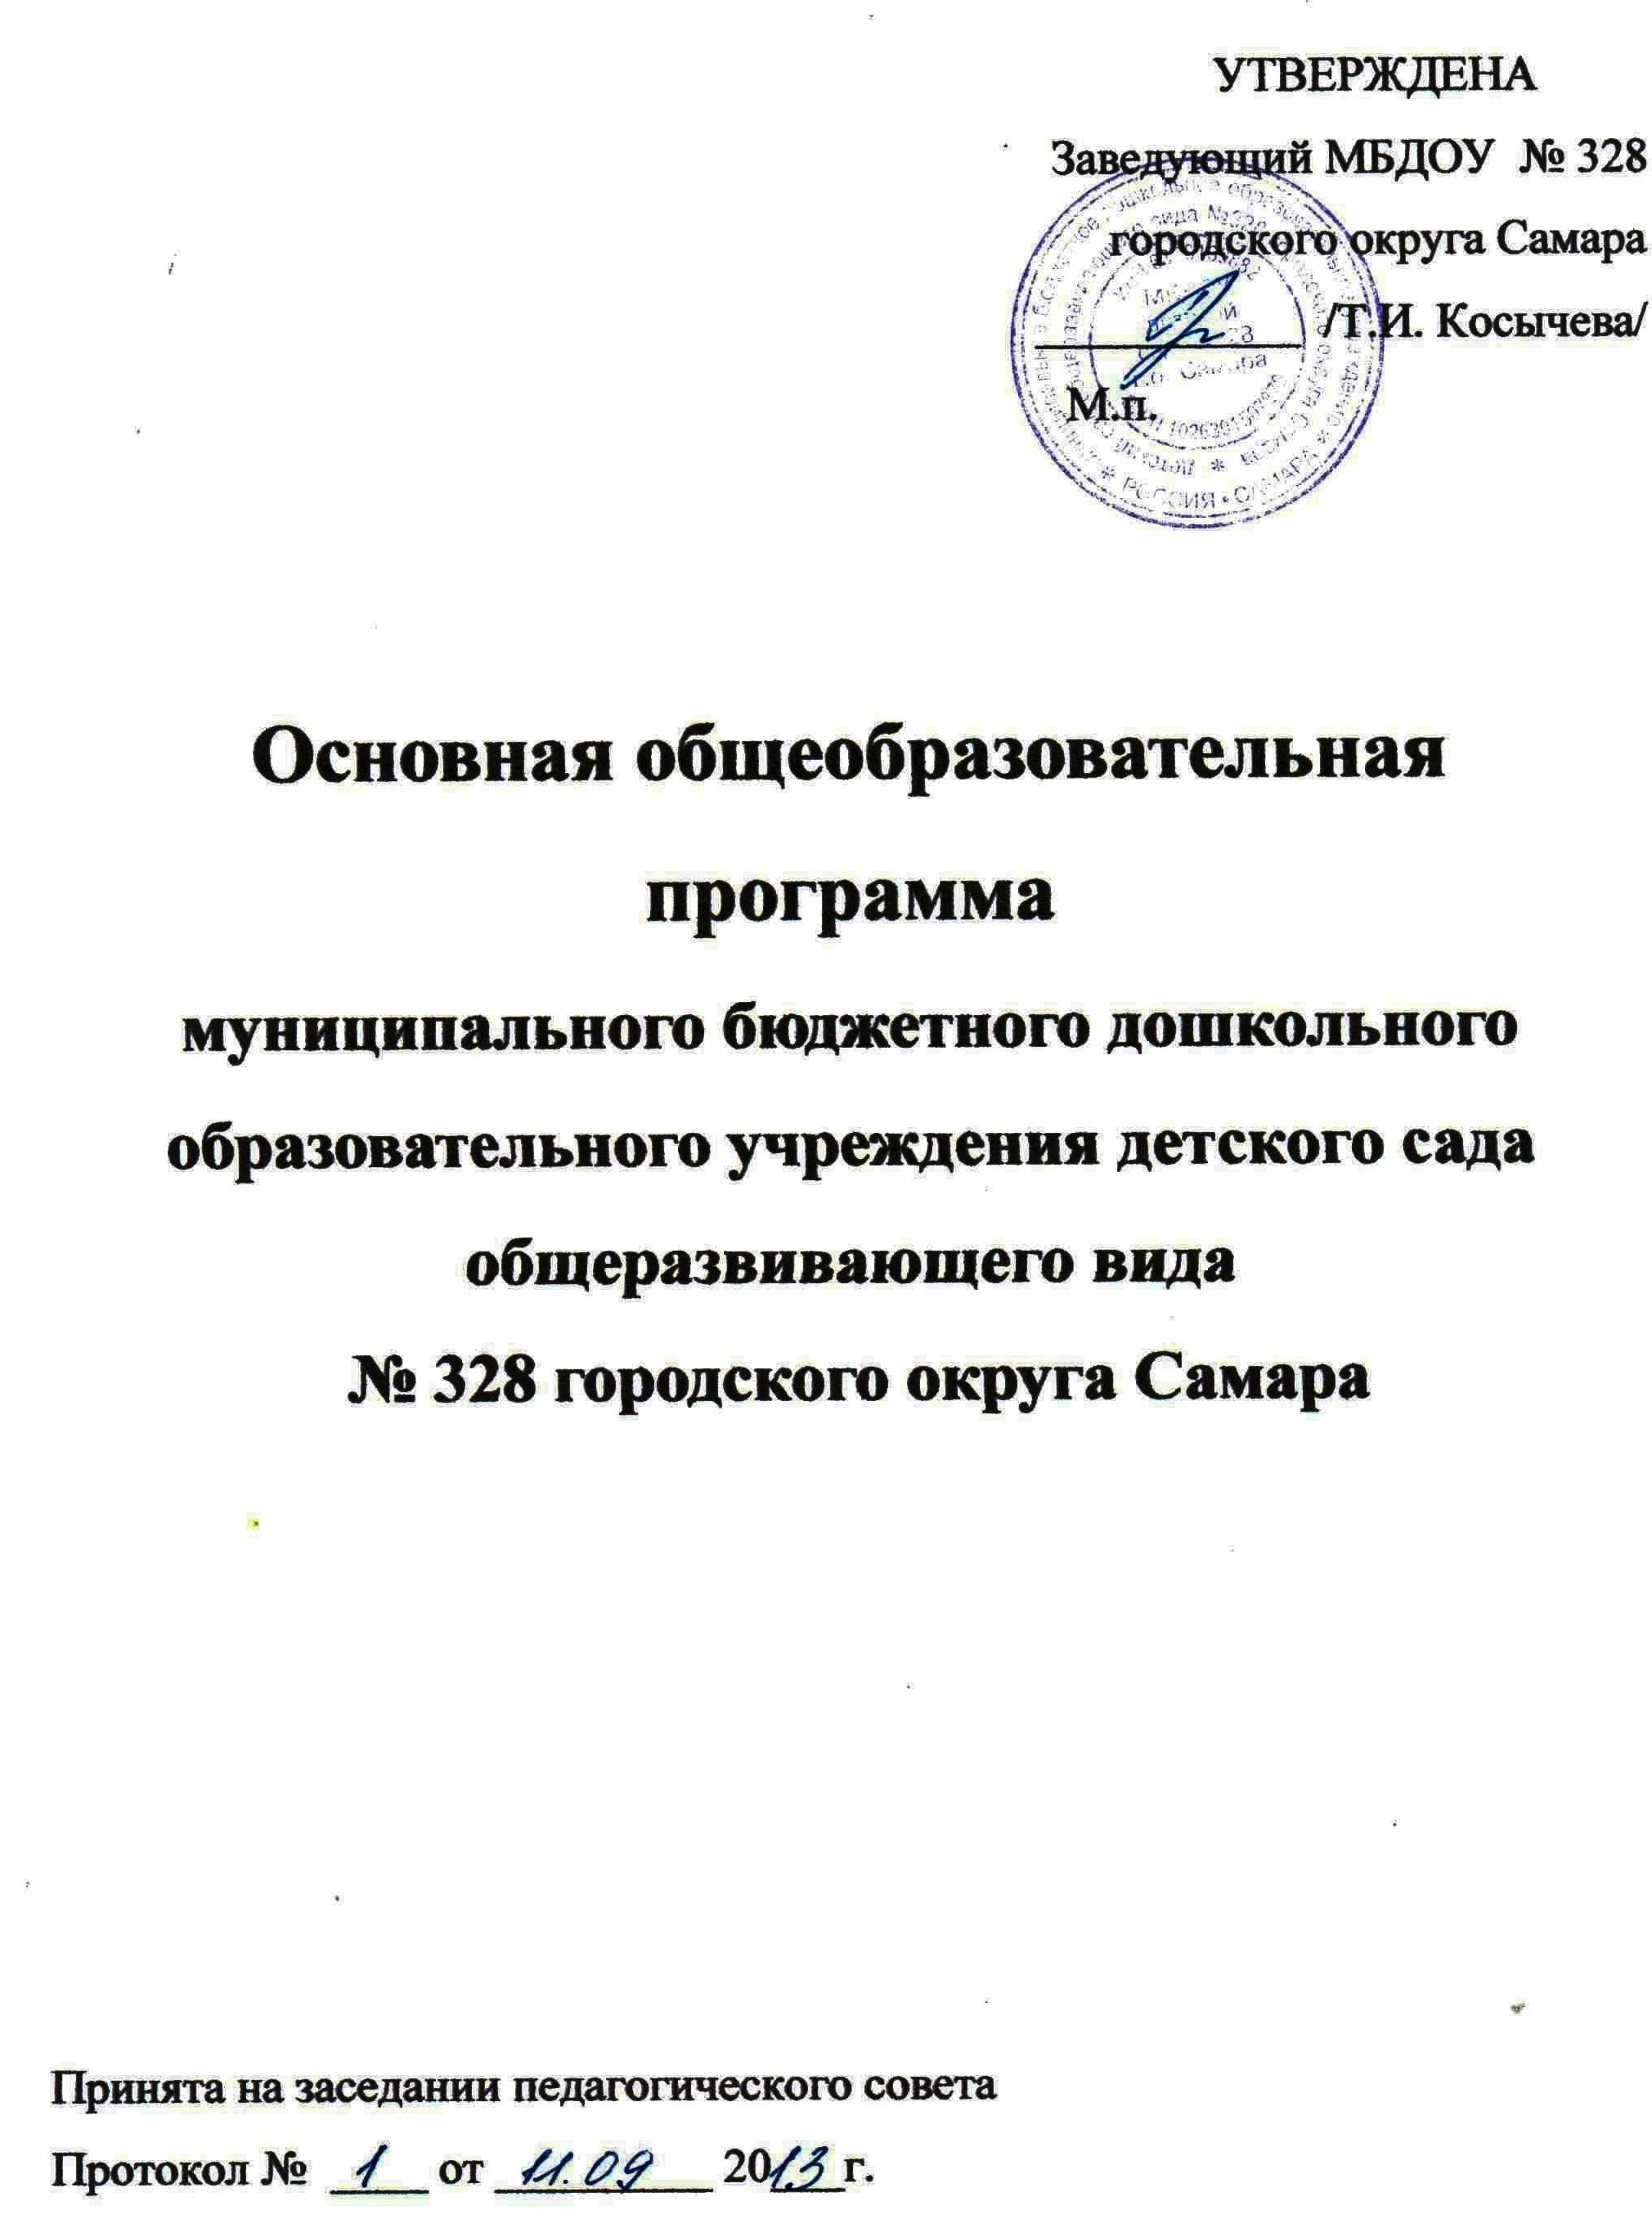 УТВЕРЖДЕНА
Заведующий МБДОУ № 328
городского округа Самара
/Т.И. Косычева/
М.п.
РОССИЯ • САМАРА
Основная общеобразовательная
программа
муниципального бюджетного дошкольного
образовательного учреждения детского сада
общеразвивающего вида
№ 328 городского округа Самара
Принята на заседании педагогического совета
Протокол № 1 от 11.09 2013 г.